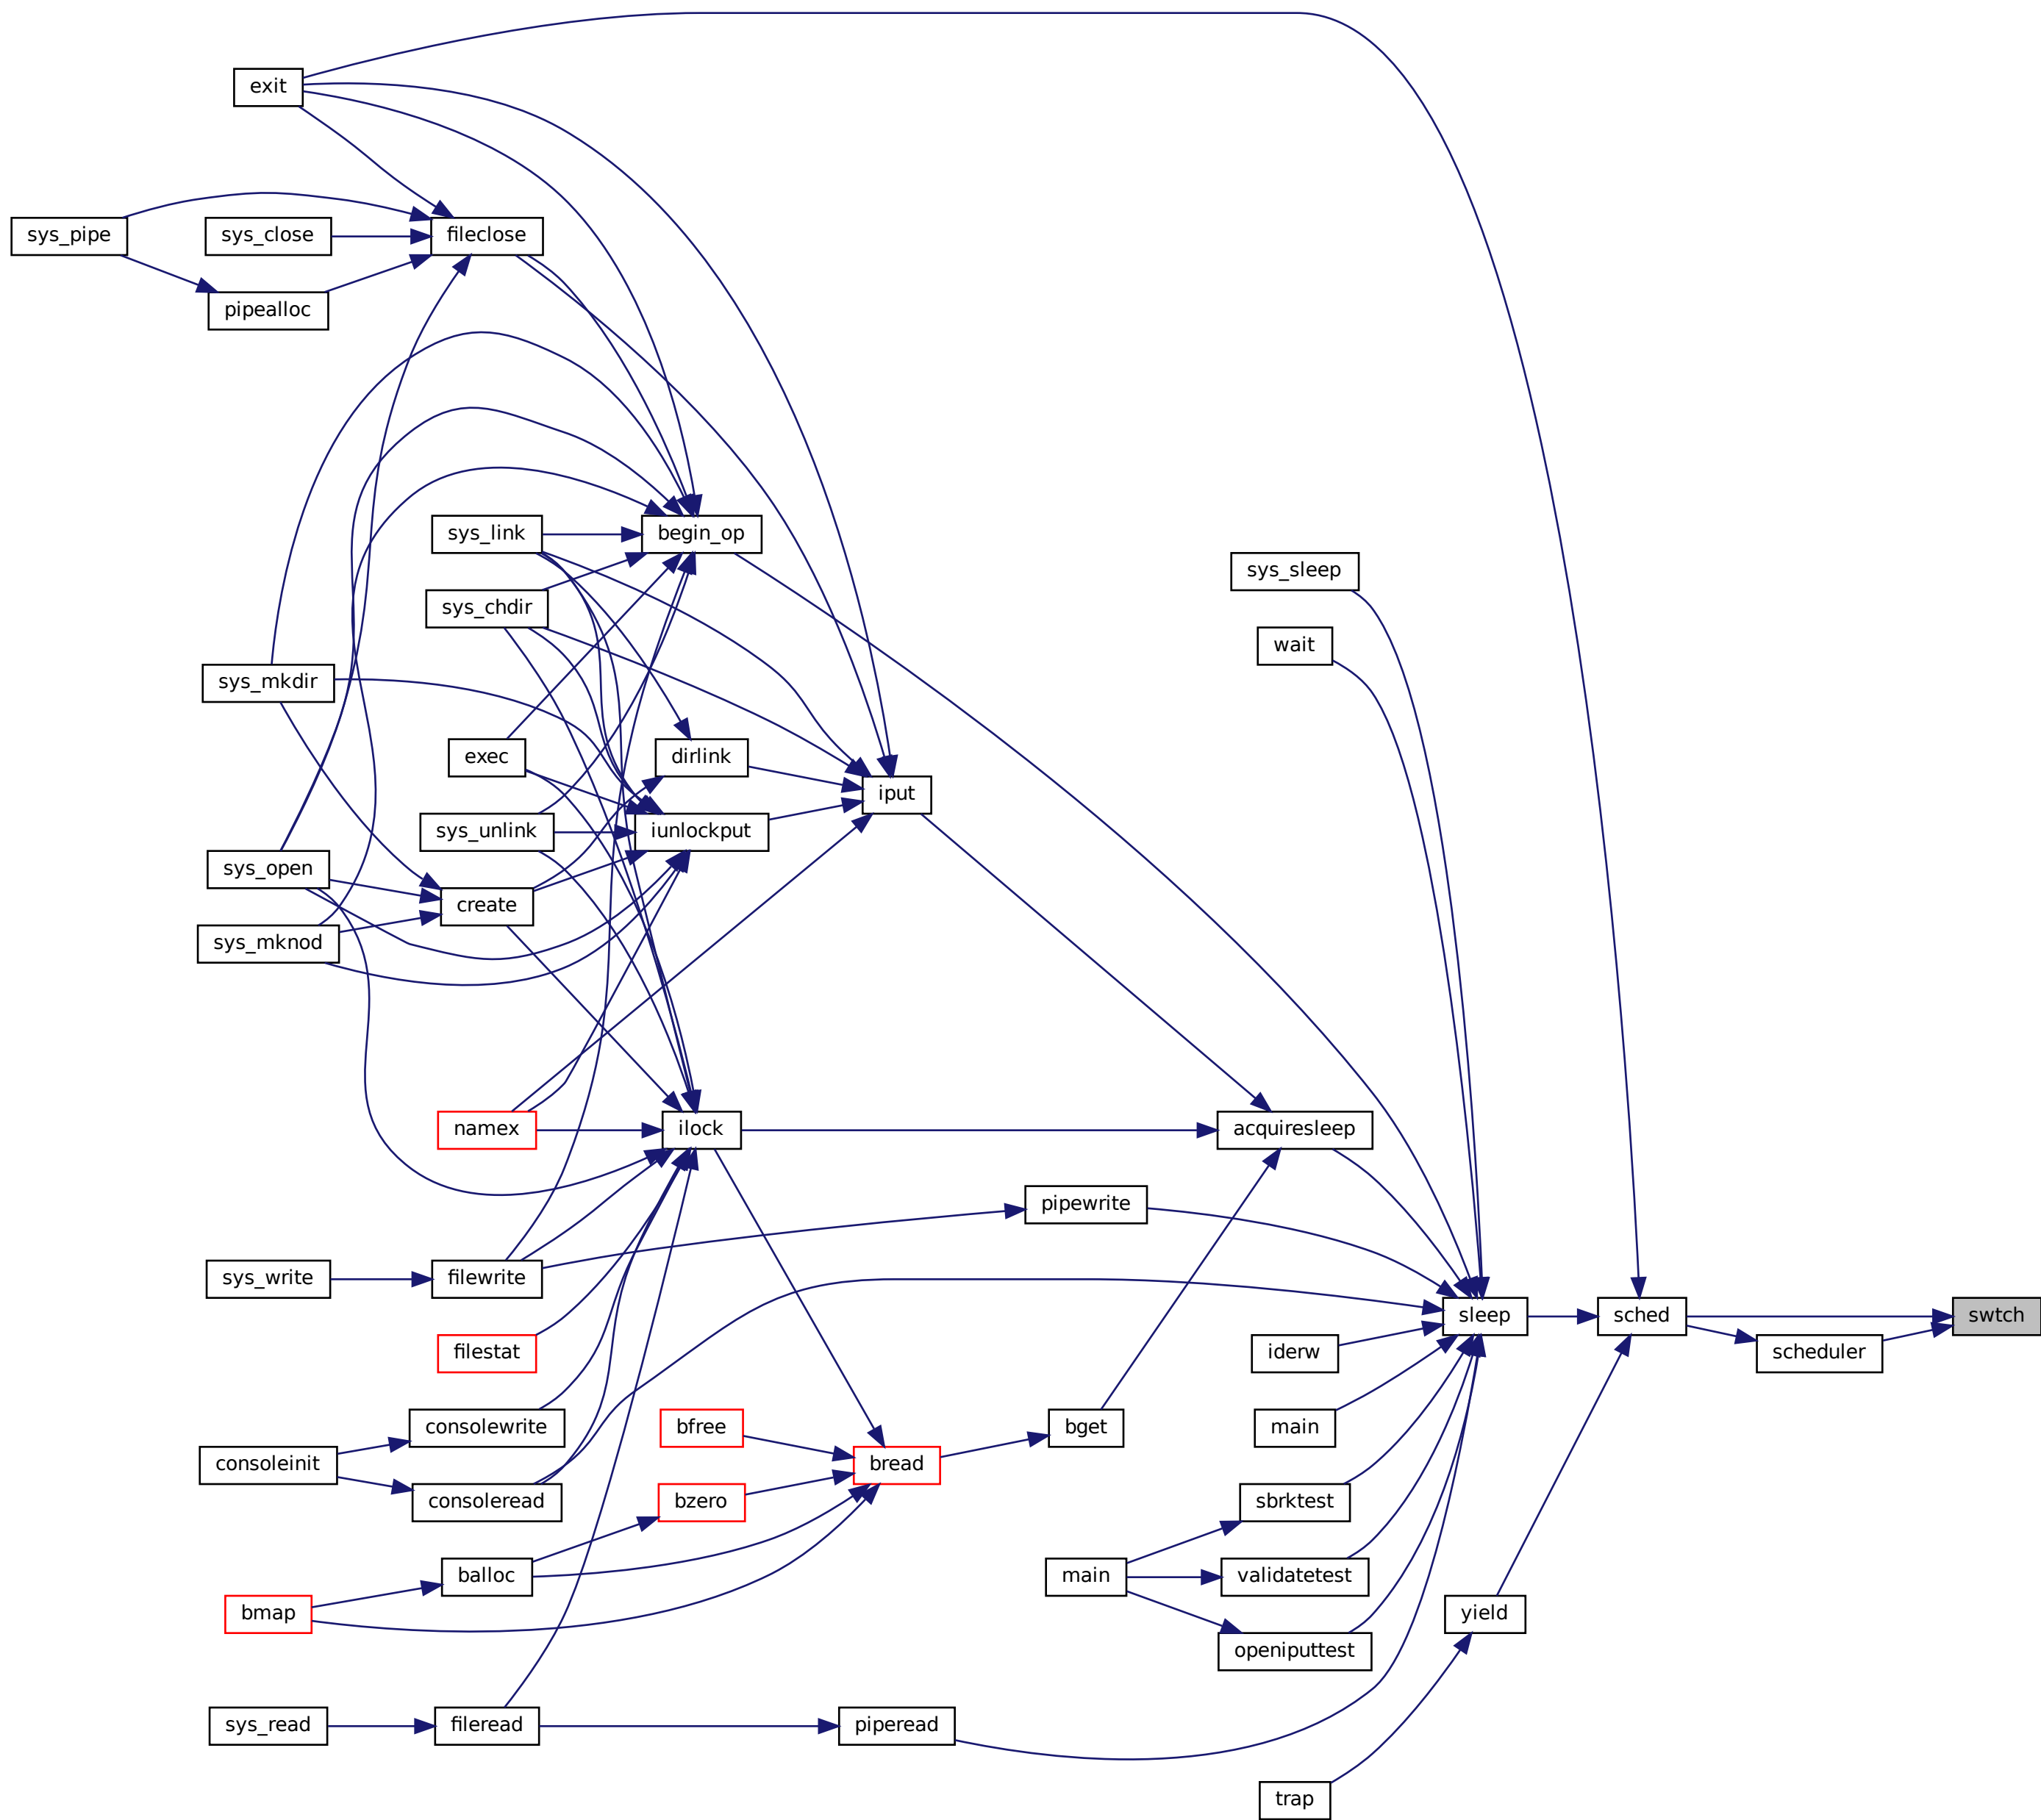 exit
sys_pipe
sys_close
fileclose
pipealloc
sys_link
begin_op
sys_sleep
sys_chdir
wait
sys_mkdir
exec
dirlink
iput
sys_unlink
iunlockput
sys_open
create
sys_mknod
namex
ilock
acquiresleep
pipewrite
sys_write
filewrite
sleep
sched
swtch
filestat
iderw
scheduler
consolewrite
bfree
bget
main
consoleinit
bread
consoleread
bzero
sbrktest
balloc
main
validatetest
bmap
yield
openiputtest
sys_read
fileread
piperead
trap